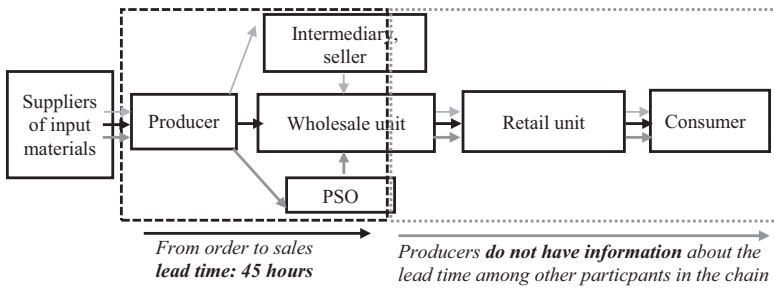 Intermediary,
seller
Suppliers
of input
materials
Producer
Wholesale unit
Retail unit
Consumer
PSO
From order to sales
lead time: 45 hours
Producers do not have information about the
lead time among other particpants in the chain